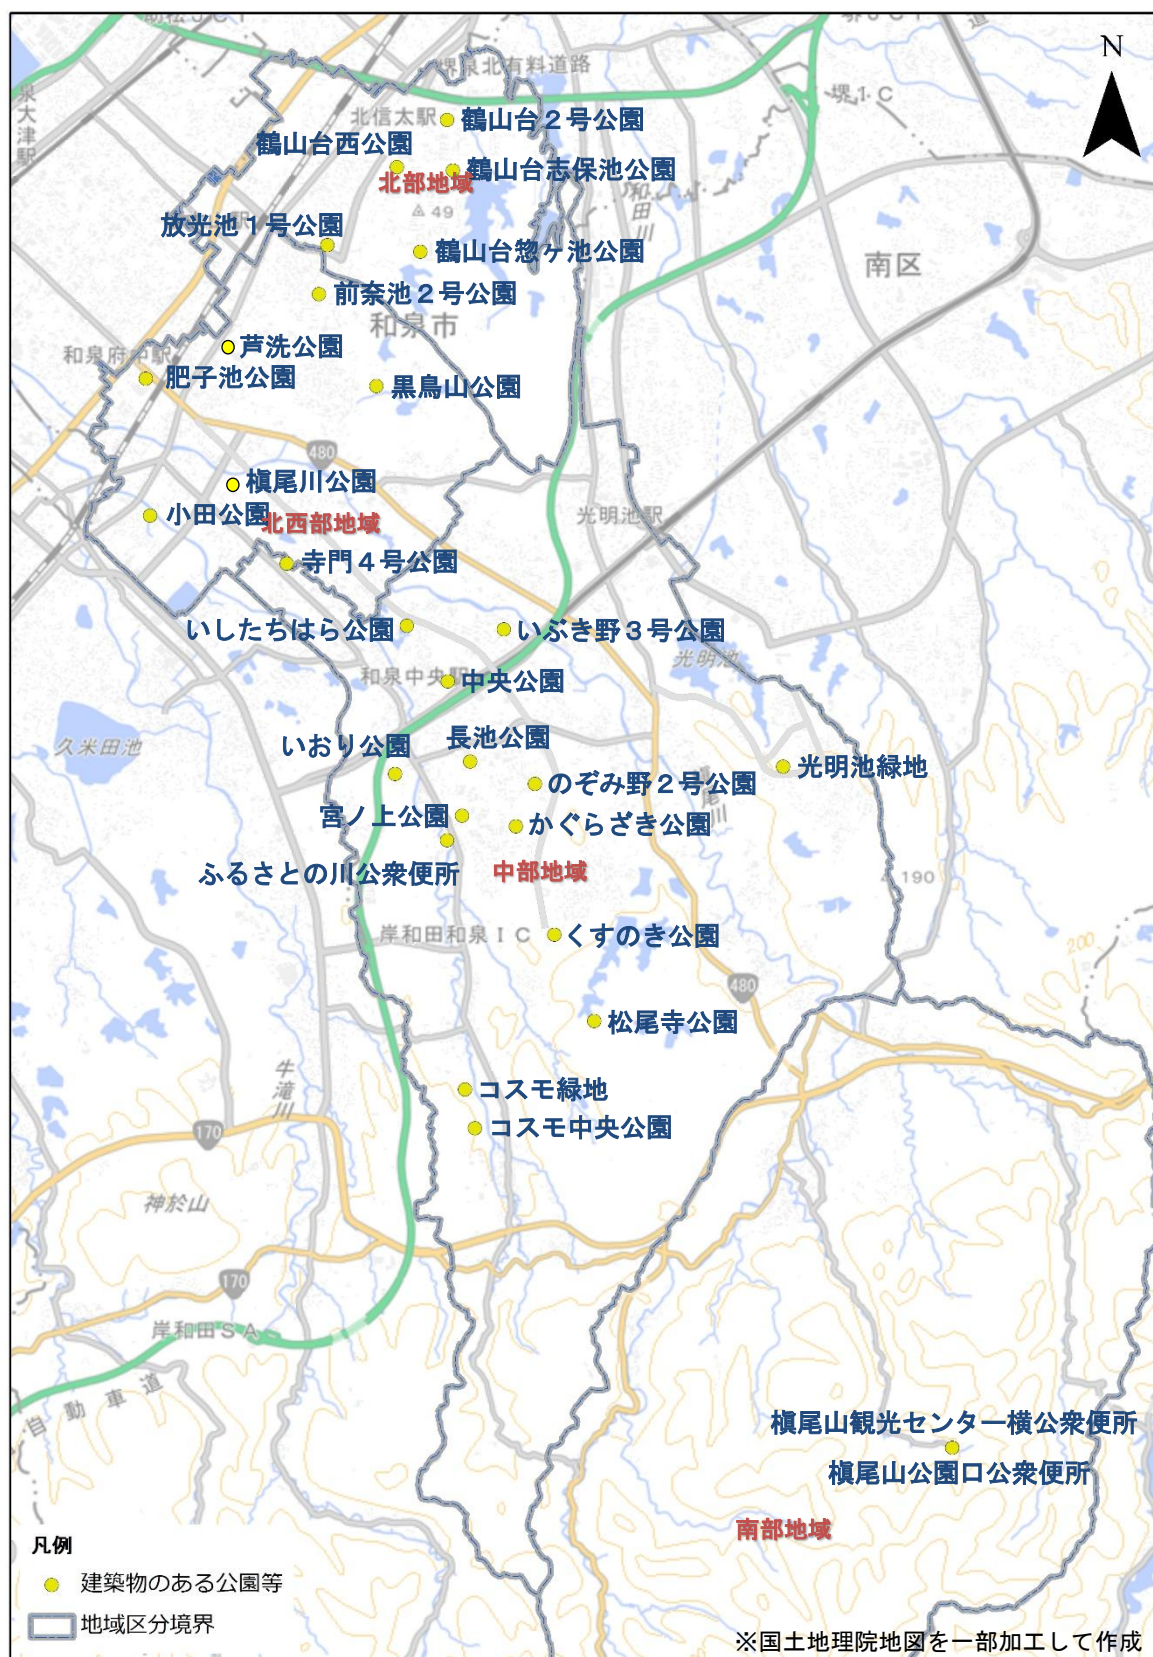 堺泉北有料道路
堺ＩＣ
泉大津駅
北信太駅
鶴山台２号公園
鶴山台西公園
鶴山台志保池公園
北部地域
和田川
49
放光池１号公園
鶴山台惣ヶ池公園
南区
前奈池２号公園
和泉市
芦洗公園
和泉府中駅
肥子池公園
黒鳥山公園
480
槇尾川公園
小田公園
北西部地域
光明池駅
寺門４号公園
いしたちはら公園
いぶき野３号公園
光明池
和泉中央駅
中央公園
久米田池
いおり公園
長池公園
光明池緑地
のぞみ野２号公園
宮ノ上公園
かぐらざき公園
ふるさとの川公衆便所
中部地域
190
岸和田和泉ＩＣ
くすのき公園
200
480
松尾寺公園
牛滝川
コスモ緑地
コスモ中央公園
170
神於山
170
岸和田ＳＡ
自動車道
槇尾山観光センター横公衆便所
槇尾山公園口公衆便所
南部地域
N
凡例
建築物のある公園等
地域区分境界
※国土地理院地図を一部加工して作成